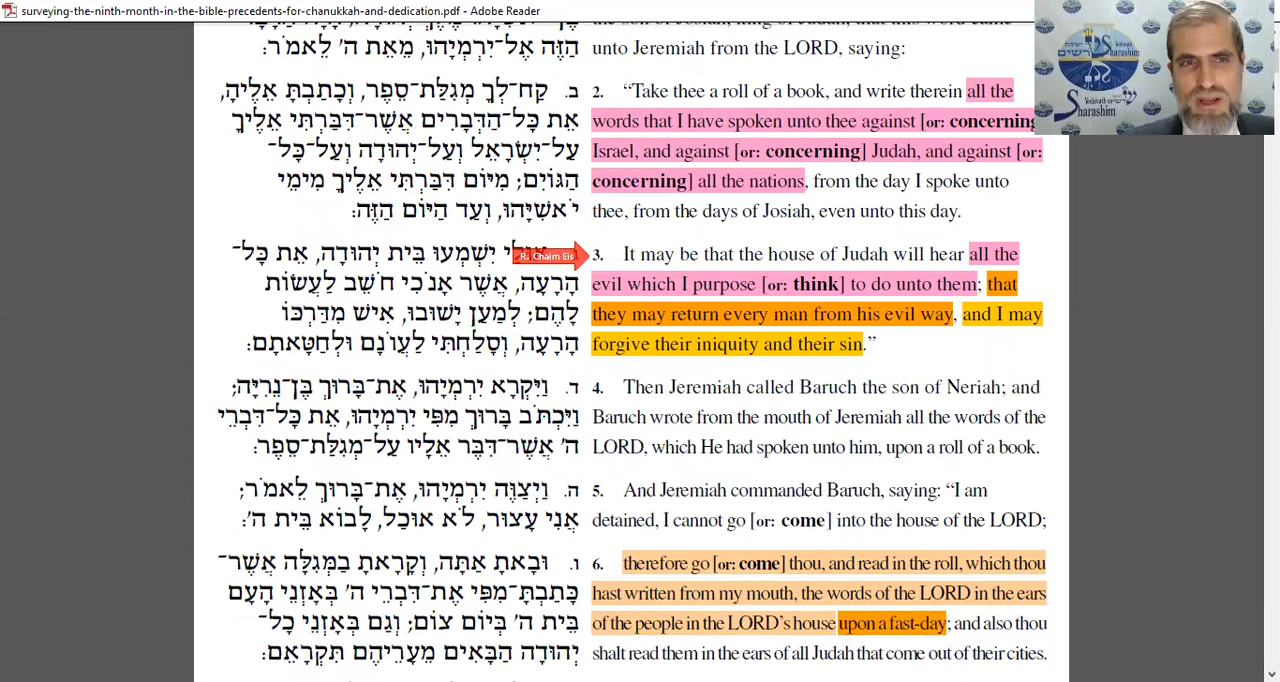 surveying-the-ninth-month-in-the-bible-precedents-for-chanukkah-and-dedication.pdf - Adobe Reader
הַזֶּה אֶל־יִרְמְיָהוּ, מֵאֵת ה' לֵאמֹר:
unto Jeremiah from the LORD, saying:
ב. קַח־לְךָ מְגִלַּת־סֵפֶר, וְכָתַבְתָּ אֵלֶיהָ,
אֵת כָּל־הַדְּבָרִים אֲשֶׁר־דִּבַּרְתִּי אֵלֶיךָ
עַל־יִשְׂרָאֵל וְעַל־יְהוּדָה וְעַל־כָּל־
הַגּוֹיִם; מִיּוֹם דִּבַּרְתִּי אֵלֶיךָ מִימֵי
יֹאשִׁיָּהוּ, וְעַד הַיּוֹם הַזֶּה:
2. “Take thee a roll of a book, and write therein all the
words that I have spoken unto thee against [or: concerning
Israel, and against [or: concerning] Judah, and against [or:
concerning] all the nations, from the day I spoke unto
thee, from the days of Josiah, even unto this day.
יִשְׁמְעוּ בֵּית יְהוּדָה, אֵת כָּל־
הָרָעָה, אֲשֶׁר אָנֹכִי חֹשֵׁב לַעֲשׂוֹת
לָהֶם; לְמַעַן יָשׁוּבוּ, אִישׁ מִדַּרְכּוֹ
הָרָעָה, וְסָלַחְתִּי לַעֲוֺנָם וּלְחַטָּאתָם:
R. Chaim Eis
3. It may be that the house of Judah will hear all the
evil which I purpose [or: think] to do unto them; that
they may return every man from his evil way, and I may
forgive their iniquity and their sin.”
ד. וַיִּקְרָא יִרְמְיָהוּ, אֶת־בָּרוּךְ בֶּן־נֵרִיָּה;
וַיִּכְתֹּב בָּרוּךְ מִפִּי יִרְמְיָהוּ, אֵת כָּל־דִּבְרֵי
ה' אֲשֶׁר־דִּבֶּר אֵלָיו עַל־מְגִלַּת־סֵפֶר:
4. Then Jeremiah called Baruch the son of Neriah; and
Baruch wrote from the mouth of Jeremiah all the words of the
LORD, which He had spoken unto him, upon a roll of a book.
ה. וַיְצַוֶּה יִרְמְיָהוּ, אֶת־בָּרוּךְ לֵאמֹר;
אֲנִי עָצוּר, לֹא אוּכַל, לָבוֹא בֵּית ה':
5. And Jeremiah commanded Baruch, saying: “I am
detained, I cannot go [or: come] into the house of the LORD;
ו. וּבָאתָ אַתָּה, וְקָרָאתָ בַמְּגִלָּה אֲשֶׁר־
כָּתַבְתָּ־מִפִּי אֶת־דִּבְרֵי ה' בְּאָזְנֵי הָעָם
בֵּית ה' בְּיוֹם צוֹם; וְגַם בְּאָזְנֵי כָל־
יְהוּדָה הַבָּאִים מֵעָרֵיהֶם תִּקְרָאֵם:
6. therefore go [or: come] thou, and read in the roll, which thou
hast written from my mouth, the words of the LORD in the ears
of the people in the LORD’s house upon a fast-day; and also thou
shalt read them in the ears of all Judah that come out of their cities.
Yeshivath
Sharashim
ישיבת
שרשים